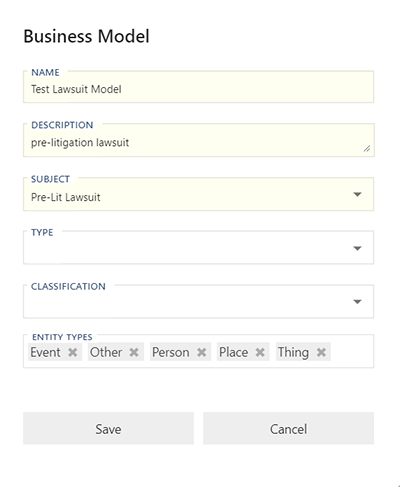 Business Model
NAME
Test Lawsuit Model
DESCRIPTION
pre-litigation lawsuit
SUBJECT
Pre-Lit Lawsuit
TYPE
CLASSIFICATION
ENTITY TYPES
Event ✖ Other ✖ Person ✖ Place ✖ Thing ✖
Save Cancel